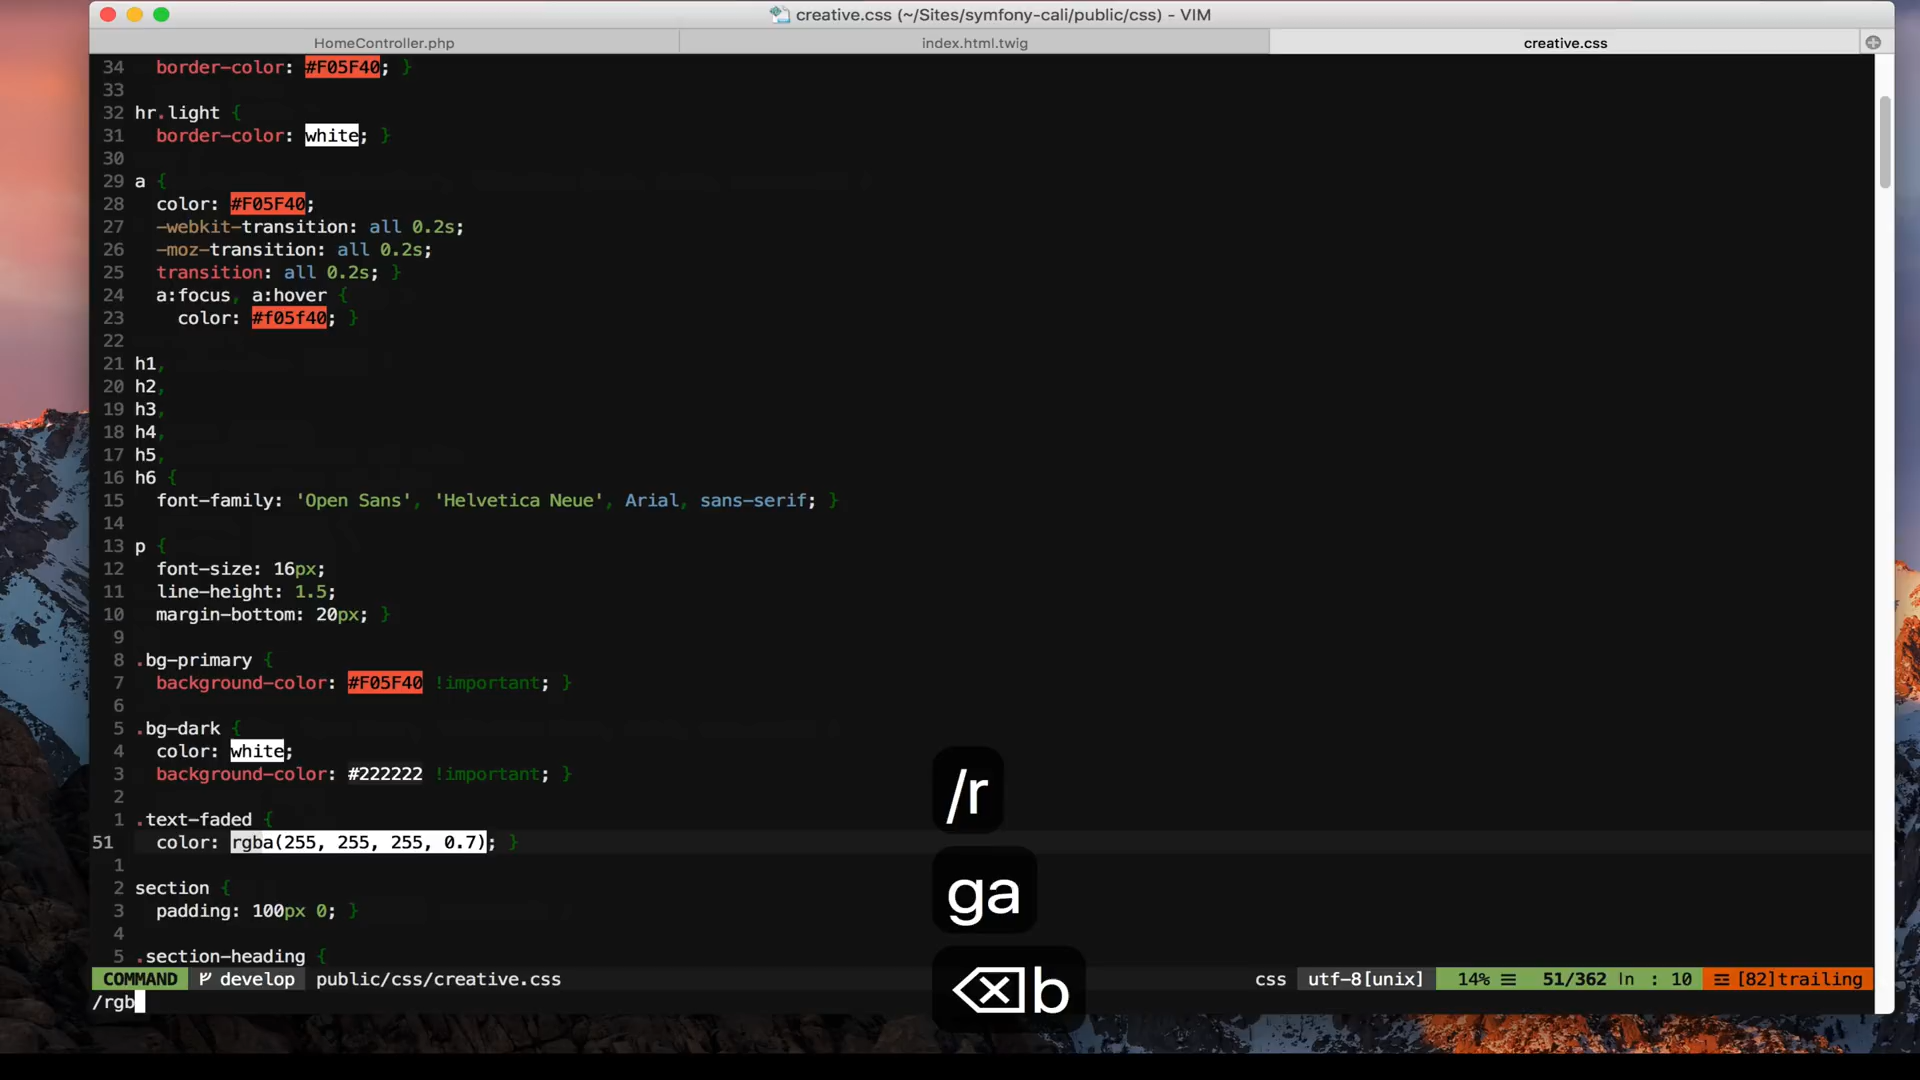 creative.css (~/Sites/symfony-cali/public/css) - VIM
HomeController.php index.html.twig creative.css
34 border-color: #F05F40; }
33
32 hr.light {
31 border-color: white; }
30
29 a {
28 color: #F05F40;
27 -webkit-transition: all 0.2s;
26 -moz-transition: all 0.2s;
25 transition: all 0.2s; }
24 a:focus, a:hover {
23 color: #f05f40; }
22
21 h1,
20 h2,
19 h3,
18 h4,
17 h5,
16 h6 {
15 font-family: 'Open Sans', 'Helvetica Neue', Arial, sans-serif; }
14
13 p {
12 font-size: 16px;
11 line-height: 1.5;
10 margin-bottom: 20px; }
9
8 .bg-primary {
7 background-color: #F05F40 !important; }
6
5 .bg-dark {
4 color: white;
3 background-color: #222222 !important; }
2
1 .text-faded {
51 color: rgba(255, 255, 255, 0.7); }
1
2 section {
3 padding: 100px 0; }
4
5 .section-heading {
/r
ga
⌫b
COMMAND develop public/css/creative.css css utf-8[unix] 14% ☰ 51/362 ln : 10 ☲ [82]trailing
/rgb